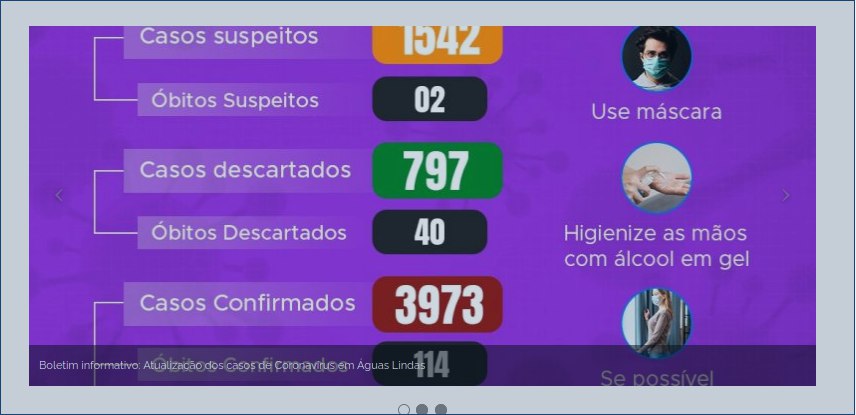 Casos suspeitos 1542
Óbitos Suspeitos 02
Use máscara
Casos descartados 797
Óbitos Descartados 40
Higienize as mãos
com álcool em gel
Casos Confirmados 3973
Óbitos Confirmados 114
Boletim informativo: Atualização dos casos de Coronavírus em Águas Lindas
Se possível